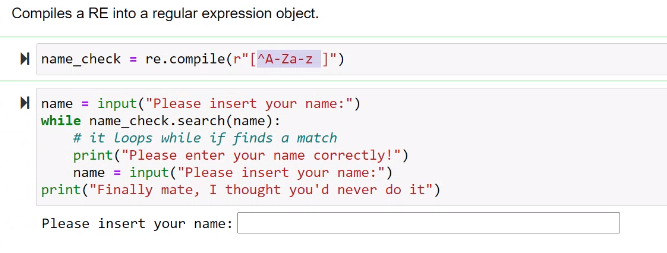 Compiles a RE into a regular expression object.
name_check = re.compile(r"[^A-Za-z ]")
name = input("Please insert your name:")
while name_check.search(name):
    # it loops while if finds a match
    print("Please enter your name correctly!")
    name = input("Please insert your name:")
print("Finally mate, I thought you'd never do it")
Please insert your name: